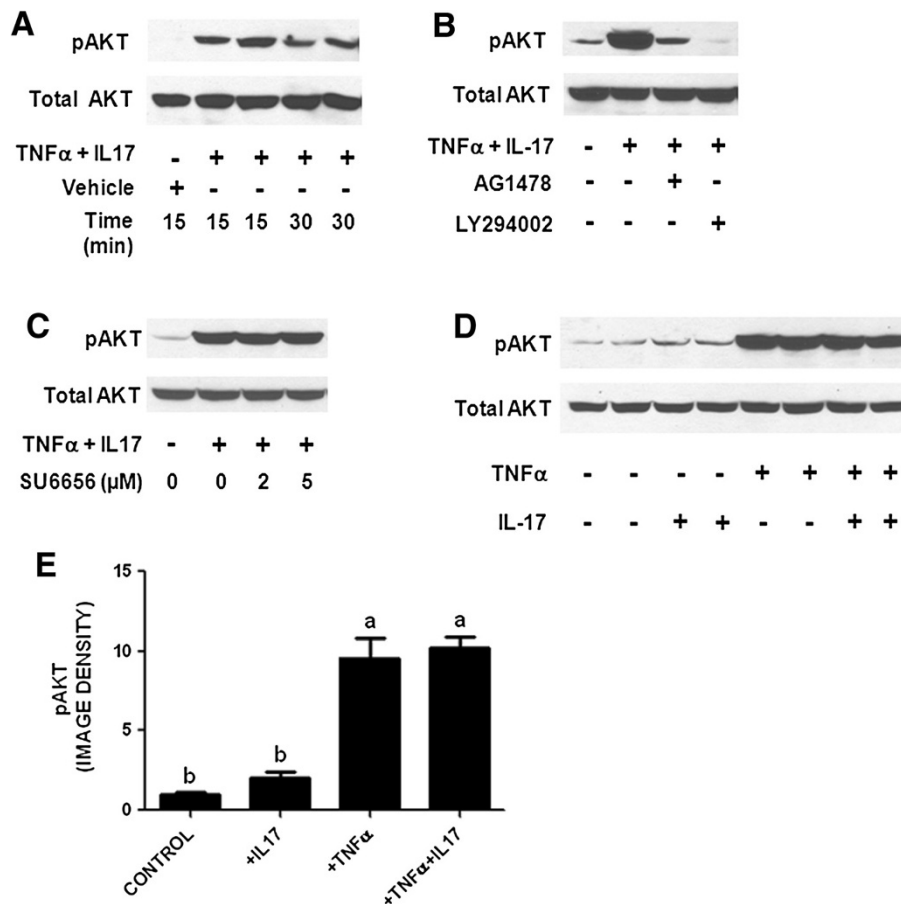 A
pAKT
Total AKT
TNFα + IL17 - + + + +
Vehicle + - - - -
Time (min) 15 15 15 30 30
B
pAKT
Total AKT
TNFα + IL-17 - + + +
AG1478 - - + -
LY294002 - - - +
C
pAKT
Total AKT
TNFα + IL17 - + + +
SU6656 (µM) 0 0 2 5
D
pAKT
Total AKT
TNFα - - - - + + + +
IL-17 - - + + - - + +
E
pAKT
(IMAGE DENSITY)
15
10
5
0
b
b
a
a
CONTROL
+IL17
+TNFα
+TNFα+IL17